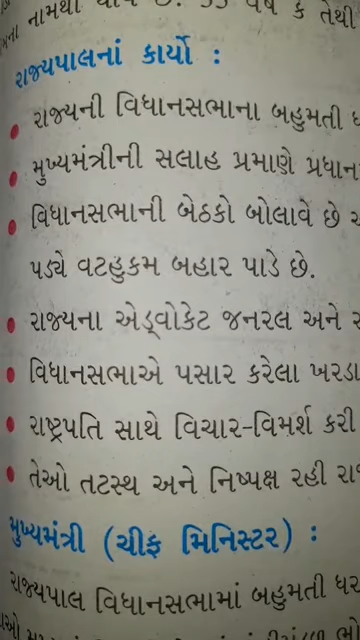 નામથી
વર્ષ કે તેથી
રાજ્યપાલનાં કાર્યો :
રાજ્યની વિધાનસભાના બહુમતી
મુખ્યમંત્રીની સલાહ પ્રમાણે પ્રધાન
વિધાનસભાની બેઠકો બોલાવે છે
પડ્યે વટહુકમ બહાર પાડે છે.
રાજ્યના એડ્વોકેટ જનરલ અને
વિધાનસભાએ પસાર કરેલા ખરડા
રાષ્ટ્રપતિ સાથે વિચાર-વિમર્શ કરી
તેઓ તટસ્થ અને નિષ્પક્ષ રહી
મુખ્યમંત્રી (ચીફ મિનિસ્ટર) :
રાજ્યપાલ વિધાનસભામાં બહુમતી